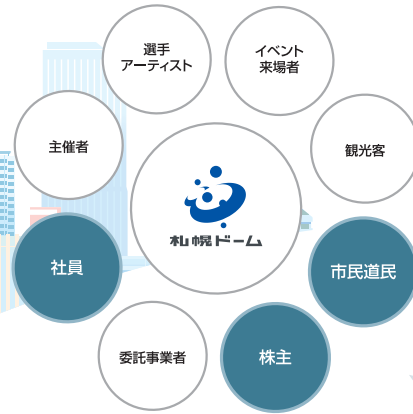 選手
アーティスト
イベント
来場者
主催者
観光客
札幌ドーム
社員
市民道民
委託事業者
株主